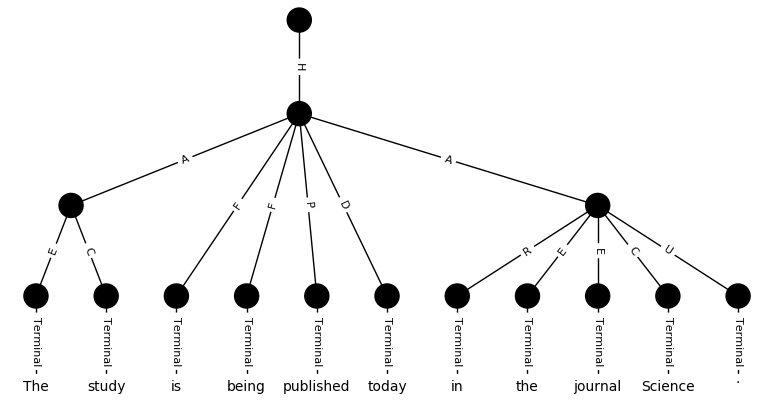 H
A A
F F P D
E C R E E C U
Terminal Terminal Terminal Terminal Terminal Terminal Terminal Terminal Terminal Terminal Terminal
The study is being published today in the journal Science .